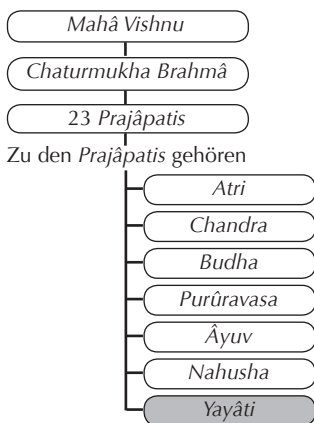 Mahâ Vishnu
Chaturmukha Brahmâ
23 Prajâpatis
Zu den Prajâpatis gehören
Atri
Chandra
Budha
Purûravasa
Âyuv
Nahusha
Yayâti